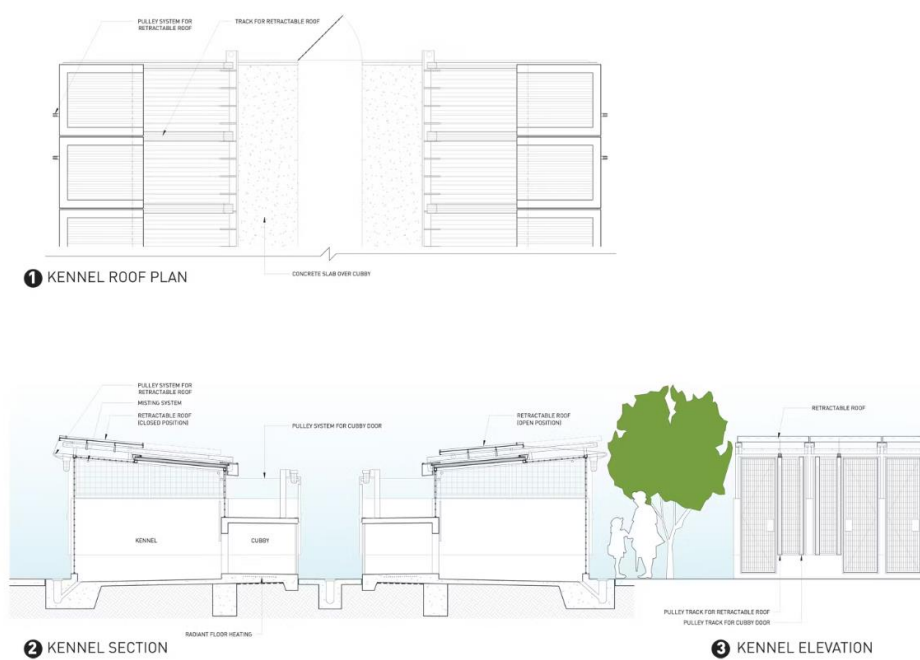 PULLEY SYSTEM FOR
RETRACTABLE ROOF
TRACK FOR RETRACTABLE ROOF
CONCRETE SLAB OVER CUBBY
1 KENNEL ROOF PLAN
PULLEY SYSTEM FOR
RETRACTABLE ROOF
MISTING SYSTEM
RETRACTABLE ROOF
(CLOSED POSITION)
PULLEY SYSTEM FOR CUBBY DOOR
RETRACTABLE ROOF
(OPEN POSITION)
RETRACTABLE ROOF
KENNEL
CUBBY
RADIANT FLOOR HEATING
PULLEY TRACK FOR RETRACTABLE ROOF
PULLEY TRACK FOR CUBBY DOOR
2 KENNEL SECTION
3 KENNEL ELEVATION